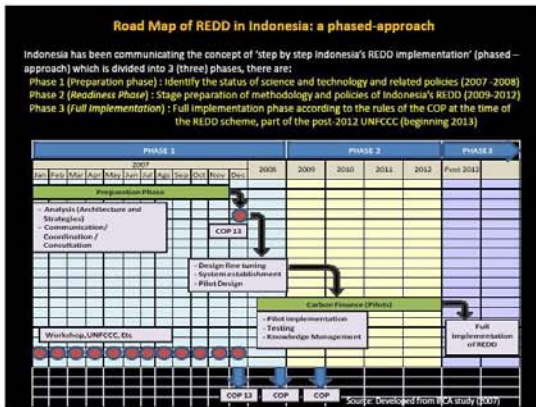 Road Map of REDD in Indonesia: a phased-approach
Indonesia has been communicating the concept of 'step by step Indonesia's REDD implementation' (phased –
approach) which is divided into 3 (three) phases, there are:
Phase 1 (Preparation phase) : Identify the status of science and technology and related policies (2007 -2008)
Phase 2 (Readiness Phase) : Stage preparation of methodology and policies of Indonesia's REDD (2009-2012)
Phase 3 (Full Implementation) : Full implementation phase according to the rules of the COP at the time of
the REDD scheme, part of the post-2012 UNFCCC (beginning 2013)
PHASE 1 PHASE 2 PHASE3
2007
2008 2009 2010 2011 2012 Post 2012
Jan Feb Mar Apr May Jun Jul Ags Sep Oct Nov Dec
Preparation Phase
- Analysis (Architecture and
Strategies)
- Communication/
Coordination /
Consultation
COP 13
- Design fine tuning
- System establishment
- Pilot Design
Carbon Finance (Pilots)
- Pilot implementation
- Testing
- Knowledge Management
Full
Implementation
of REDD
Workshop, UNFCCC, Etc
COP 13 COP COP
Source: Developed from IFCA study (2007)